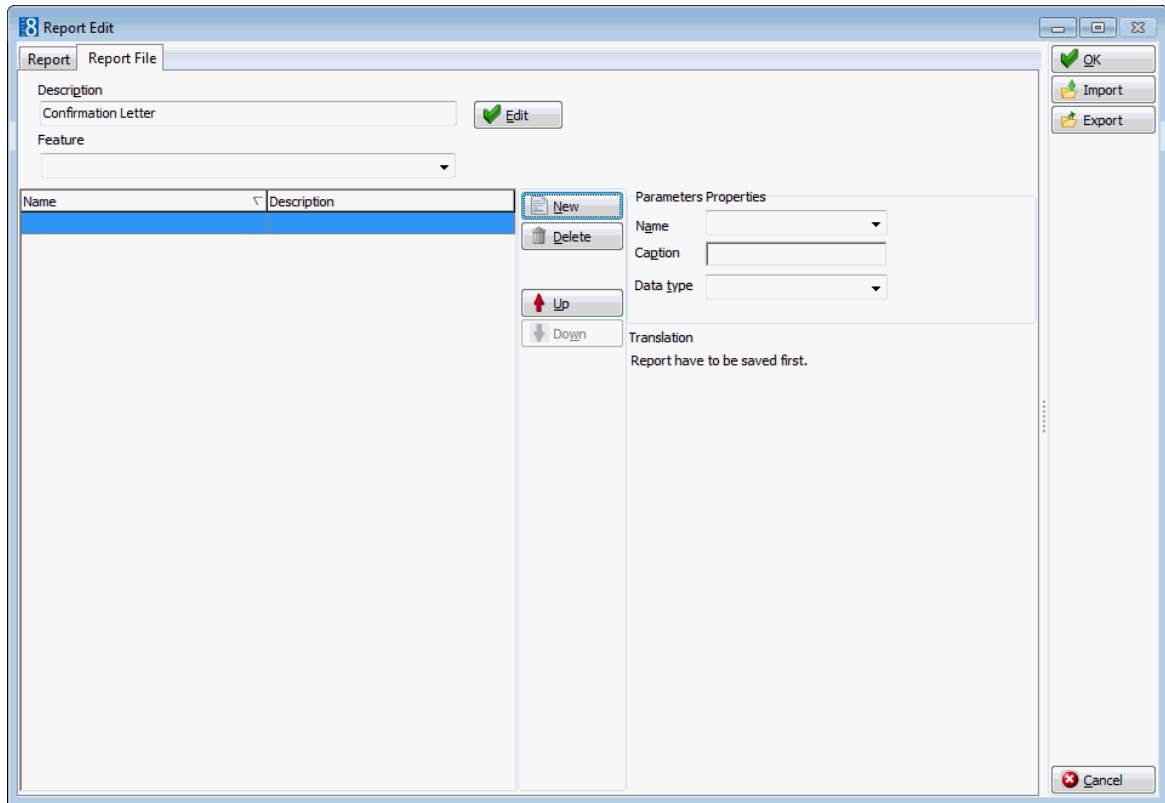 8 Report Edit
Report Report File
OK
Import
Export
Description
Confirmation Letter
Edit
Feature
Name Description
New
Delete
Up
Down
Parameters Properties
Name
Caption
Data type
Translation
Report have to be saved first.
Cancel